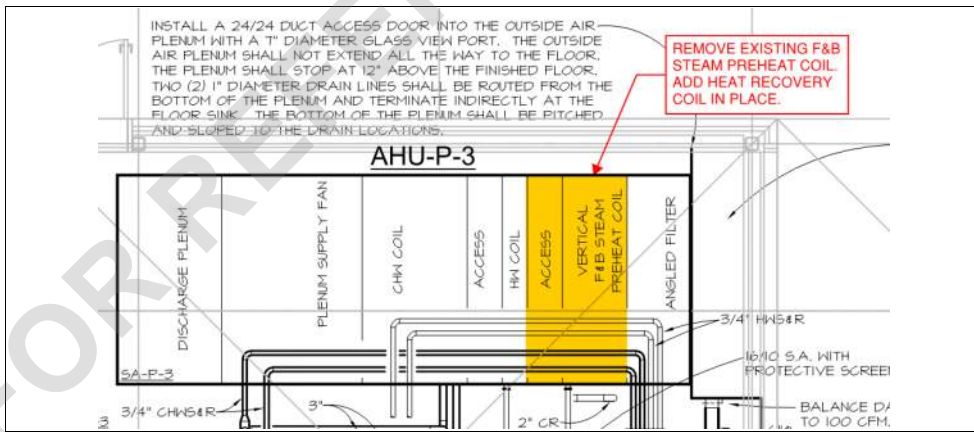 INSTALL A 24/24 DUCT ACCESS DOOR INTO THE OUTSIDE AIR
PLENUM WITH A 7" DIAMETER GLASS VIEW PORT. THE OUTSIDE
AIR PLENUM SHALL NOT EXTEND ALL THE WAY TO THE FLOOR.
THE PLENUM SHALL STOP AT 12" ABOVE THE FINISHED FLOOR.
TWO (2) 1" DIAMETER DRAIN LINES SHALL BE ROUTED FROM THE
BOTTOM OF THE PLENUM AND TERMINATE INDIRECTLY AT THE
FLOOR SINK. THE BOTTOM OF THE PLENUM SHALL BE PITCHED
AND SLOPED TO THE DRAIN LOCATIONS.
REMOVE EXISTING F&B
STEAM PREHEAT COIL.
ADD HEAT RECOVERY
COIL IN PLACE.
AHU-P-3
DISCHARGE PLENUM
PLENUM SUPPLY FAN
CHW COIL
ACCESS
HW COIL
ACCESS
VERTICAL
F&B STEAM
PREHEAT COIL
ANGLED FILTER
SA-P-3
3/4" HWS&R
16/10 S.A. WITH
PROTECTIVE SCREE
3/4" CHWS&R
3"
2" CR
BALANCE DA
TO 100 CFM.
3
FOR REF